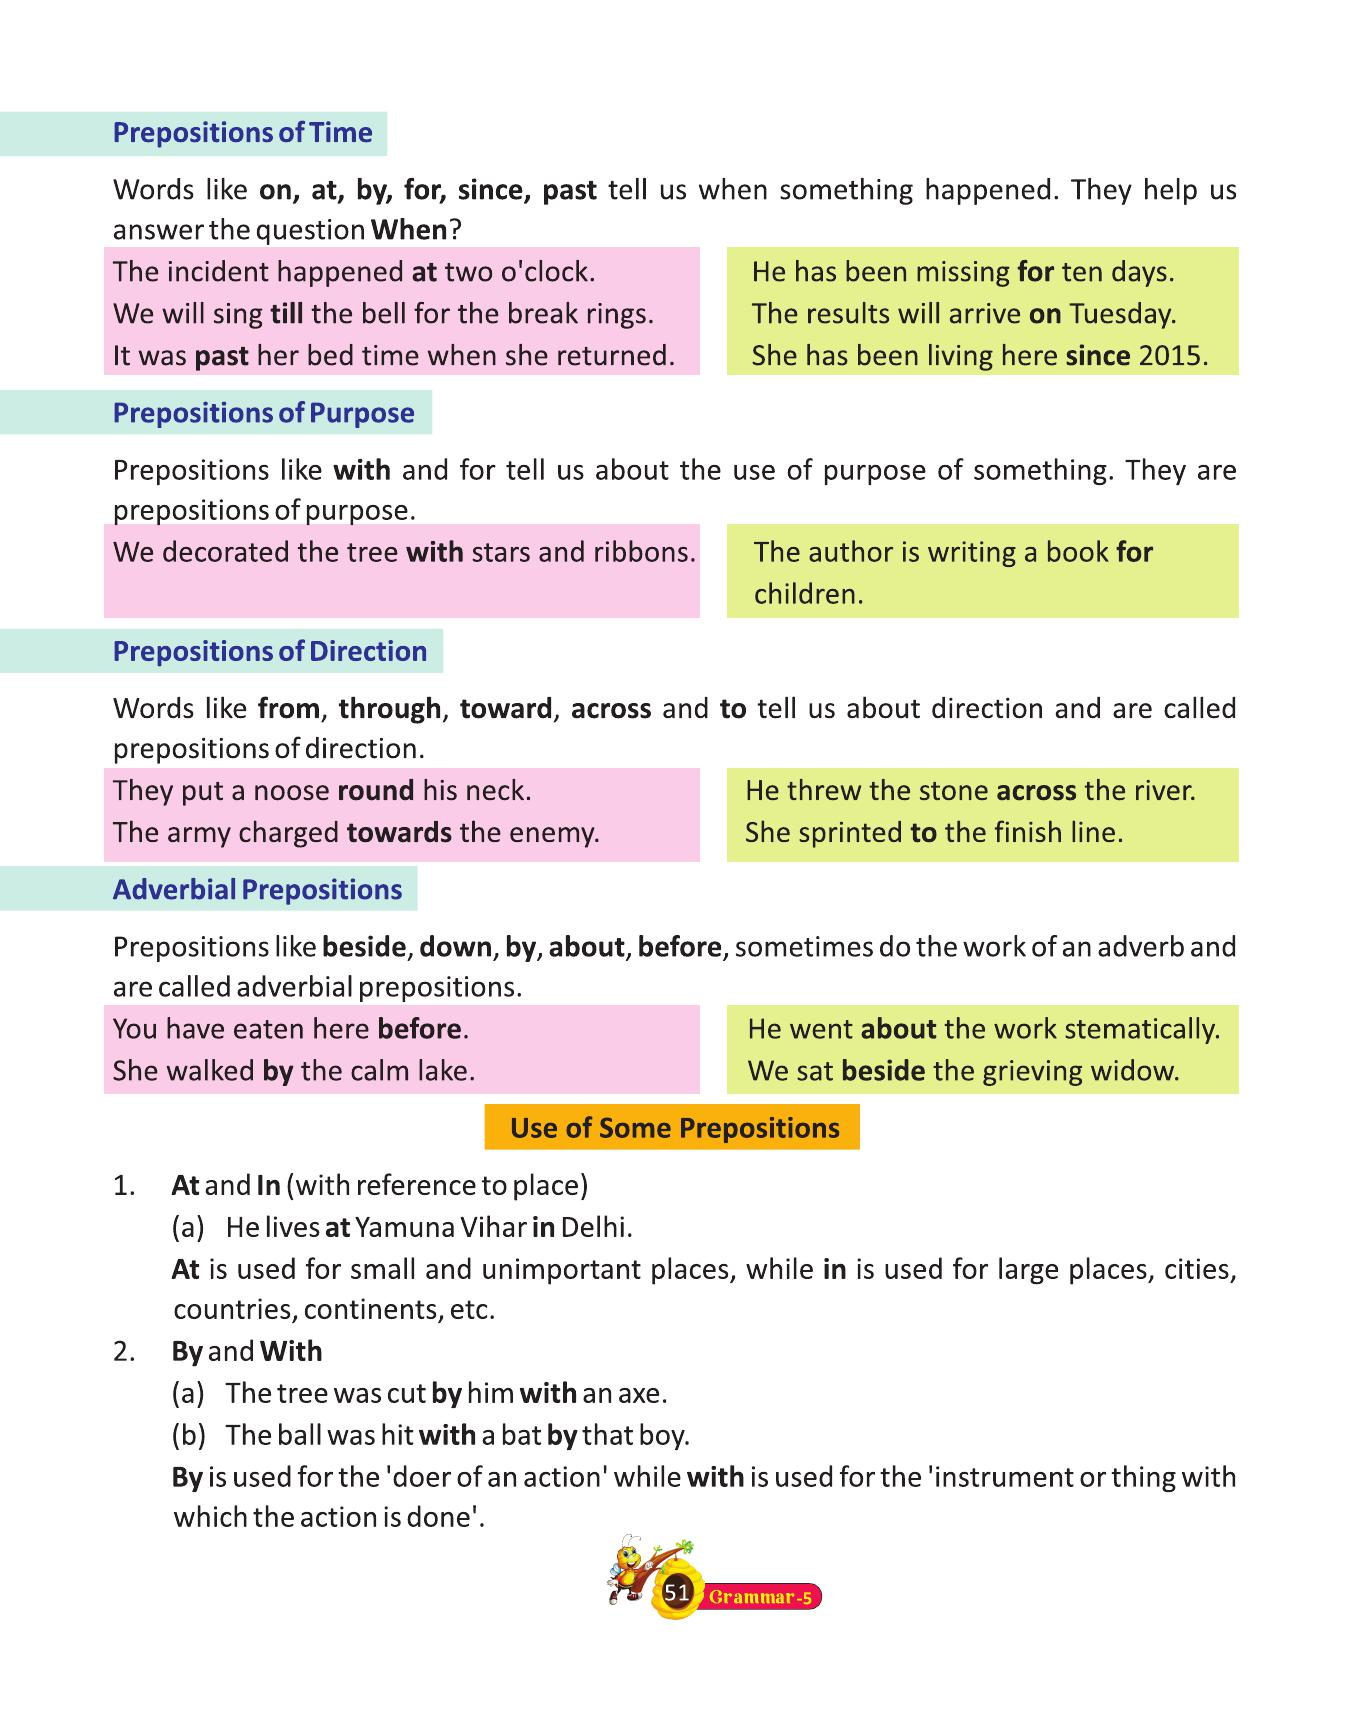 Prepositions of Time
Words like on, at, by, for, since, past tell us when something happened. They help us
answer the question When?
The incident happened at two o'clock.
We will sing till the bell for the break rings.
It was past her bed time when she returned.
He has been missing for ten days.
The results will arrive on Tuesday.
She has been living here since 2015.
Prepositions of Purpose
Prepositions like with and for tell us about the use of purpose of something. They are
prepositions of purpose.
We decorated the tree with stars and ribbons.
The author is writing a book for
children.
Prepositions of Direction
Words like from, through, toward, across and to tell us about direction and are called
prepositions of direction.
They put a noose round his neck.
The army charged towards the enemy.
He threw the stone across the river.
She sprinted to the finish line.
Adverbial Prepositions
Prepositions like beside, down, by, about, before, sometimes do the work of an adverb and
are called adverbial prepositions.
You have eaten here before.
She walked by the calm lake.
He went about the work stematically.
We sat beside the grieving widow.
Use of Some Prepositions
1. At and In (with reference to place)
(a) He lives at Yamuna Vihar in Delhi.
At is used for small and unimportant places, while in is used for large places, cities,
countries, continents, etc.
2. By and With
(a) The tree was cut by him with an axe.
(b) The ball was hit with a bat by that boy.
By is used for the 'doer of an action' while with is used for the 'instrument or thing with
which the action is done'.
51 Grammar-5